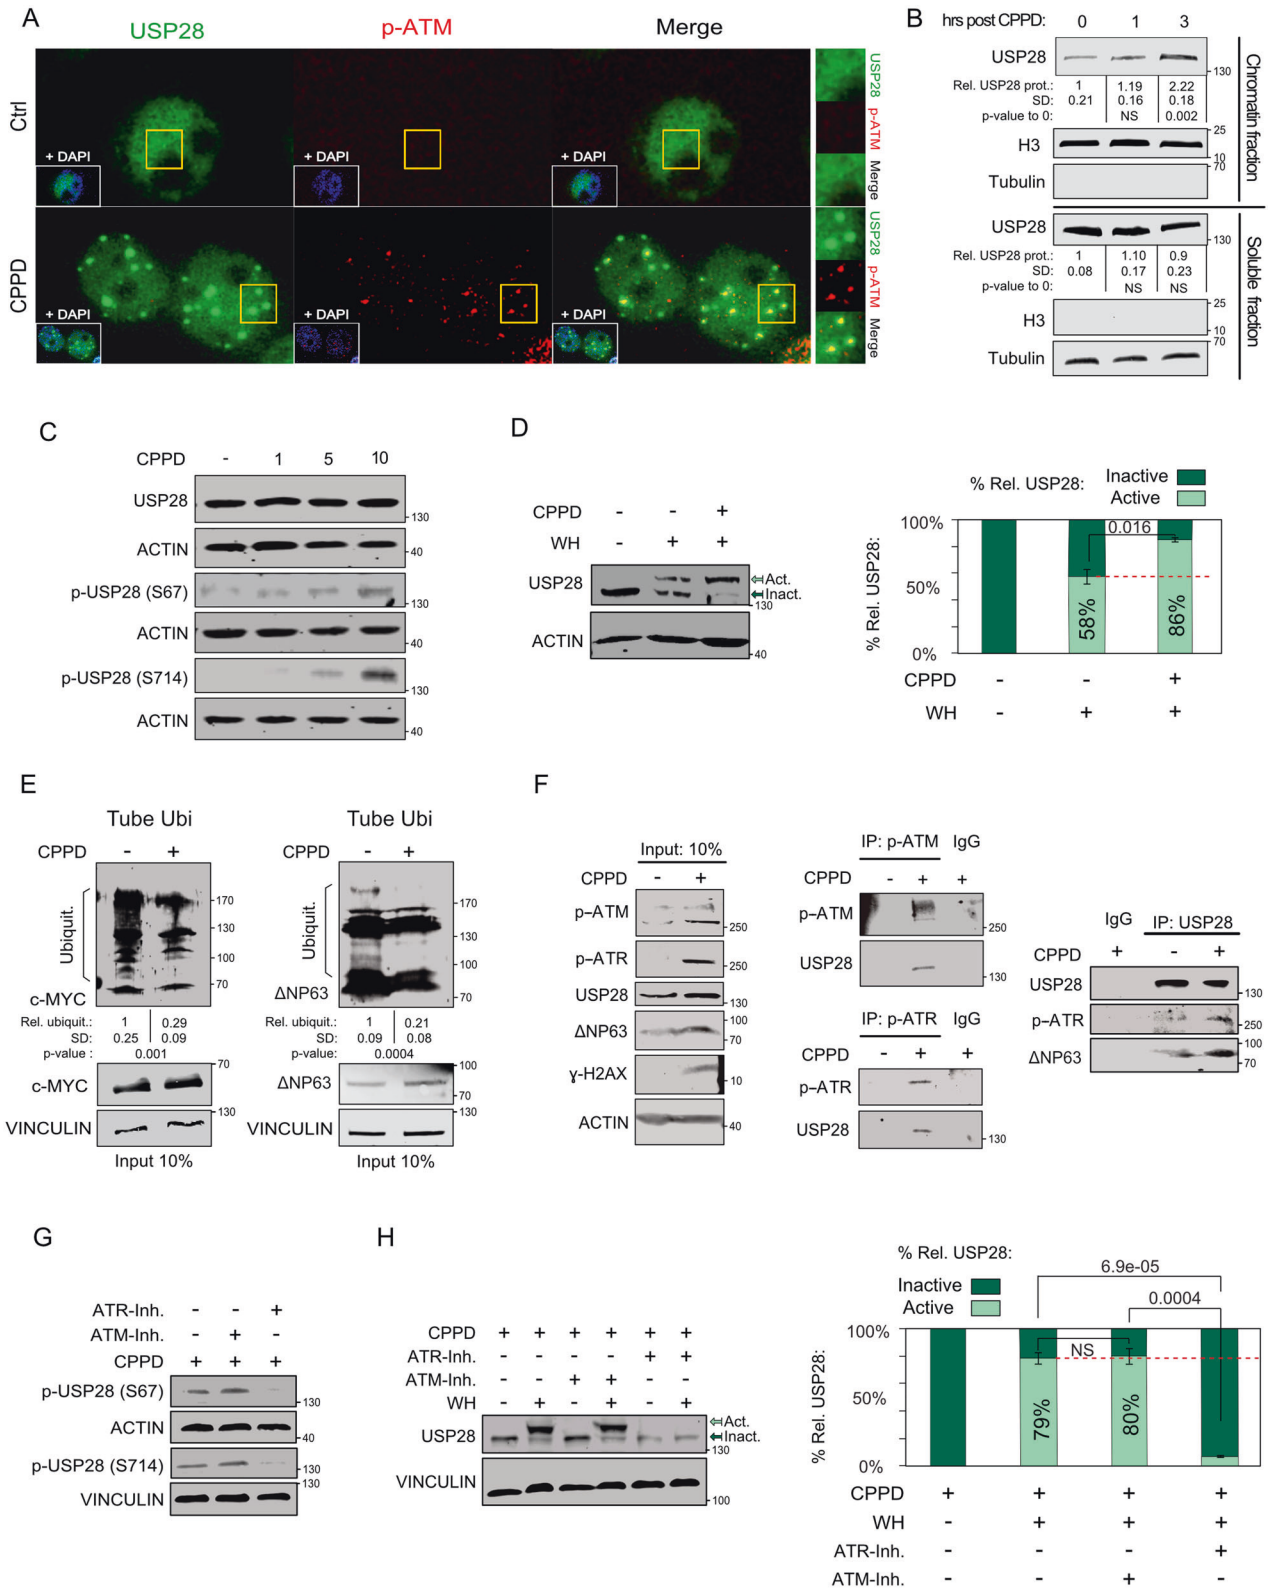 A
USP28
p-ATM
Merge
Ctrl
+ DAPI
+ DAPI
+ DAPI
USP28
p-ATM
Merge
CPPD
+ DAPI
+ DAPI
+ DAPI
USP28
p-ATM
Merge
B
hrs post CPPD: 0 1 3
USP28
130
Rel. USP28 prot.: 1 1.19 2.22
SD: 0.21 0.16 0.18
p-value to 0: NS 0.002
H3
25
10
Tubulin
70
Chromatin fraction
USP28
130
Rel. USP28 prot.: 1 1.10 0.9
SD: 0.08 0.17 0.23
p-value to 0: NS NS
H3
25
10
Tubulin
70
Soluble fraction
C
CPPD - 1 5 10
USP28
130
ACTIN
40
p-USP28 (S67)
130
ACTIN
40
p-USP28 (S714)
130
ACTIN
40
D
CPPD - - +
WH - + +
USP28
Act.
Inact.
130
ACTIN
40
% Rel. USP28:
Inactive
Active
% Rel. USP28:
100%
50%
0%
0.016
58%
86%
CPPD - - +
WH - + +
E
Tube Ubi
CPPD - +
Ubiquit.
170
130
100
70
c-MYC
Rel. ubiquit.: 1 0.29
SD: 0.25 0.09
p-value : 0.001
c-MYC
70
VINCULIN
130
Input 10%
Tube Ubi
CPPD - +
Ubiquit.
170
130
100
70
ΔNP63
Rel. ubiquit.: 1 0.21
SD: 0.09 0.08
p-value: 0.0004
ΔNP63
100
70
VINCULIN
130
Input 10%
F
Input: 10%
CPPD - +
p-ATM
250
p-ATR
250
USP28
130
ΔNP63
100
70
γ-H2AX
10
ACTIN
40
IP: p-ATM IgG
CPPD - + +
p-ATM
250
USP28
130
IP: p-ATR IgG
CPPD - + +
p-ATR
USP28
130
IgG IP: USP28
CPPD + - +
USP28
130
p-ATR
250
ΔNP63
100
70
G
ATR-Inh. - - +
ATM-Inh. - + -
CPPD + + +
p-USP28 (S67)
130
ACTIN
40
p-USP28 (S714)
130
VINCULIN
130
H
CPPD + + + + + +
ATR-Inh. - - - - + +
ATM-Inh. - - + + - -
WH - + - + - +
USP28
Act.
Inact.
130
VINCULIN
100
% Rel. USP28:
Inactive
Active
6.9e-05
0.0004
NS
% Rel. USP28:
100%
50%
0%
79%
80%
CPPD + + + +
WH - + + +
ATR-Inh. - - - +
ATM-Inh. - - + -